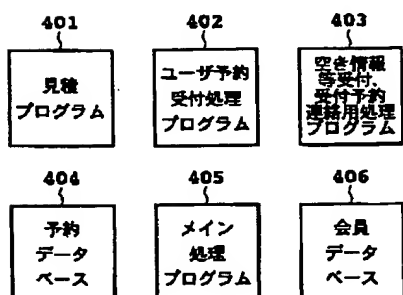 401
402
403
見積
プログラム
ユーザ予約
受付処理
プログラム
空き情報
等受付、
受付予約
連絡用処理
プログラム
404
405
406
予約
データ
ベース
メイン
処理
プログラム
会員
データ
ベース